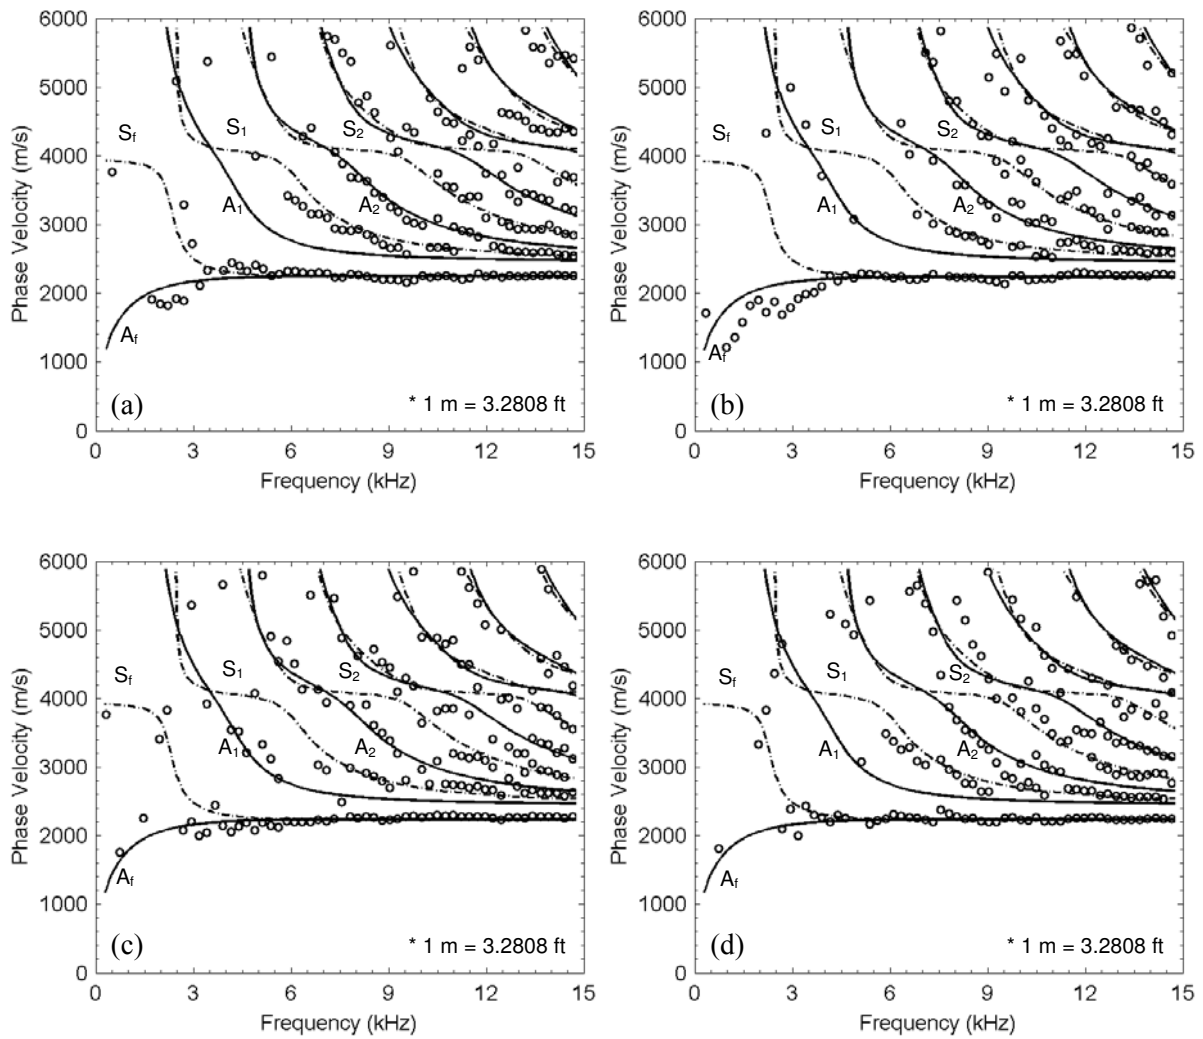 6000
5000
4000
3000
2000
1000
0
Phase Velocity (m/s)
Sf
S1
S2
A1
A2
Af
(a)
* 1 m = 3.2808 ft
0 3 6 9 12 15
Frequency (kHz)
6000
5000
4000
3000
2000
1000
0
Phase Velocity (m/s)
Sf
S1
S2
A1
A2
Af
(b)
* 1 m = 3.2808 ft
0 3 6 9 12 15
Frequency (kHz)
6000
5000
4000
3000
2000
1000
0
Phase Velocity (m/s)
Sf
S1
S2
A1
A2
Af
(c)
* 1 m = 3.2808 ft
0 3 6 9 12 15
Frequency (kHz)
6000
5000
4000
3000
2000
1000
0
Phase Velocity (m/s)
Sf
S1
S2
A1
A2
Af
(d)
* 1 m = 3.2808 ft
0 3 6 9 12 15
Frequency (kHz)